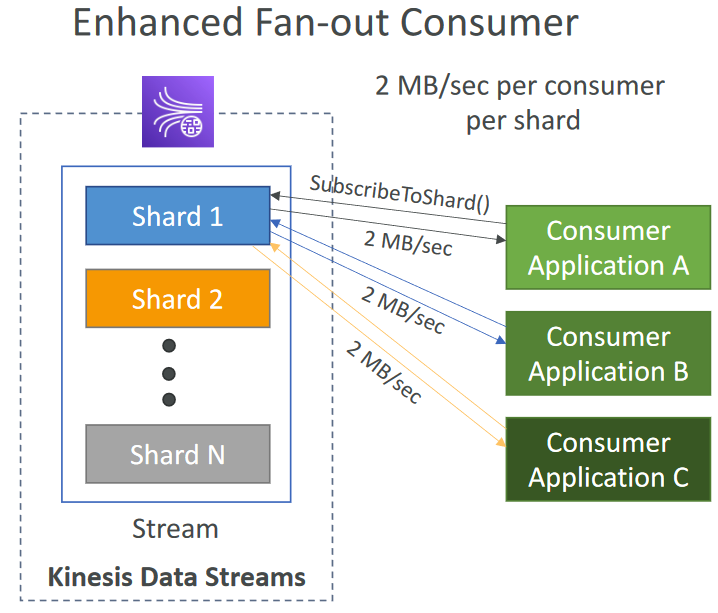 Enhanced Fan-out Consumer
2 MB/sec per consumer
per shard
SubscribeToShard()
Shard 1
2 MB/sec
Consumer
Application A
Shard 2
2 MB/sec
Consumer
Application B
2 MB/sec
Shard N
Consumer
Application C
Stream
Kinesis Data Streams